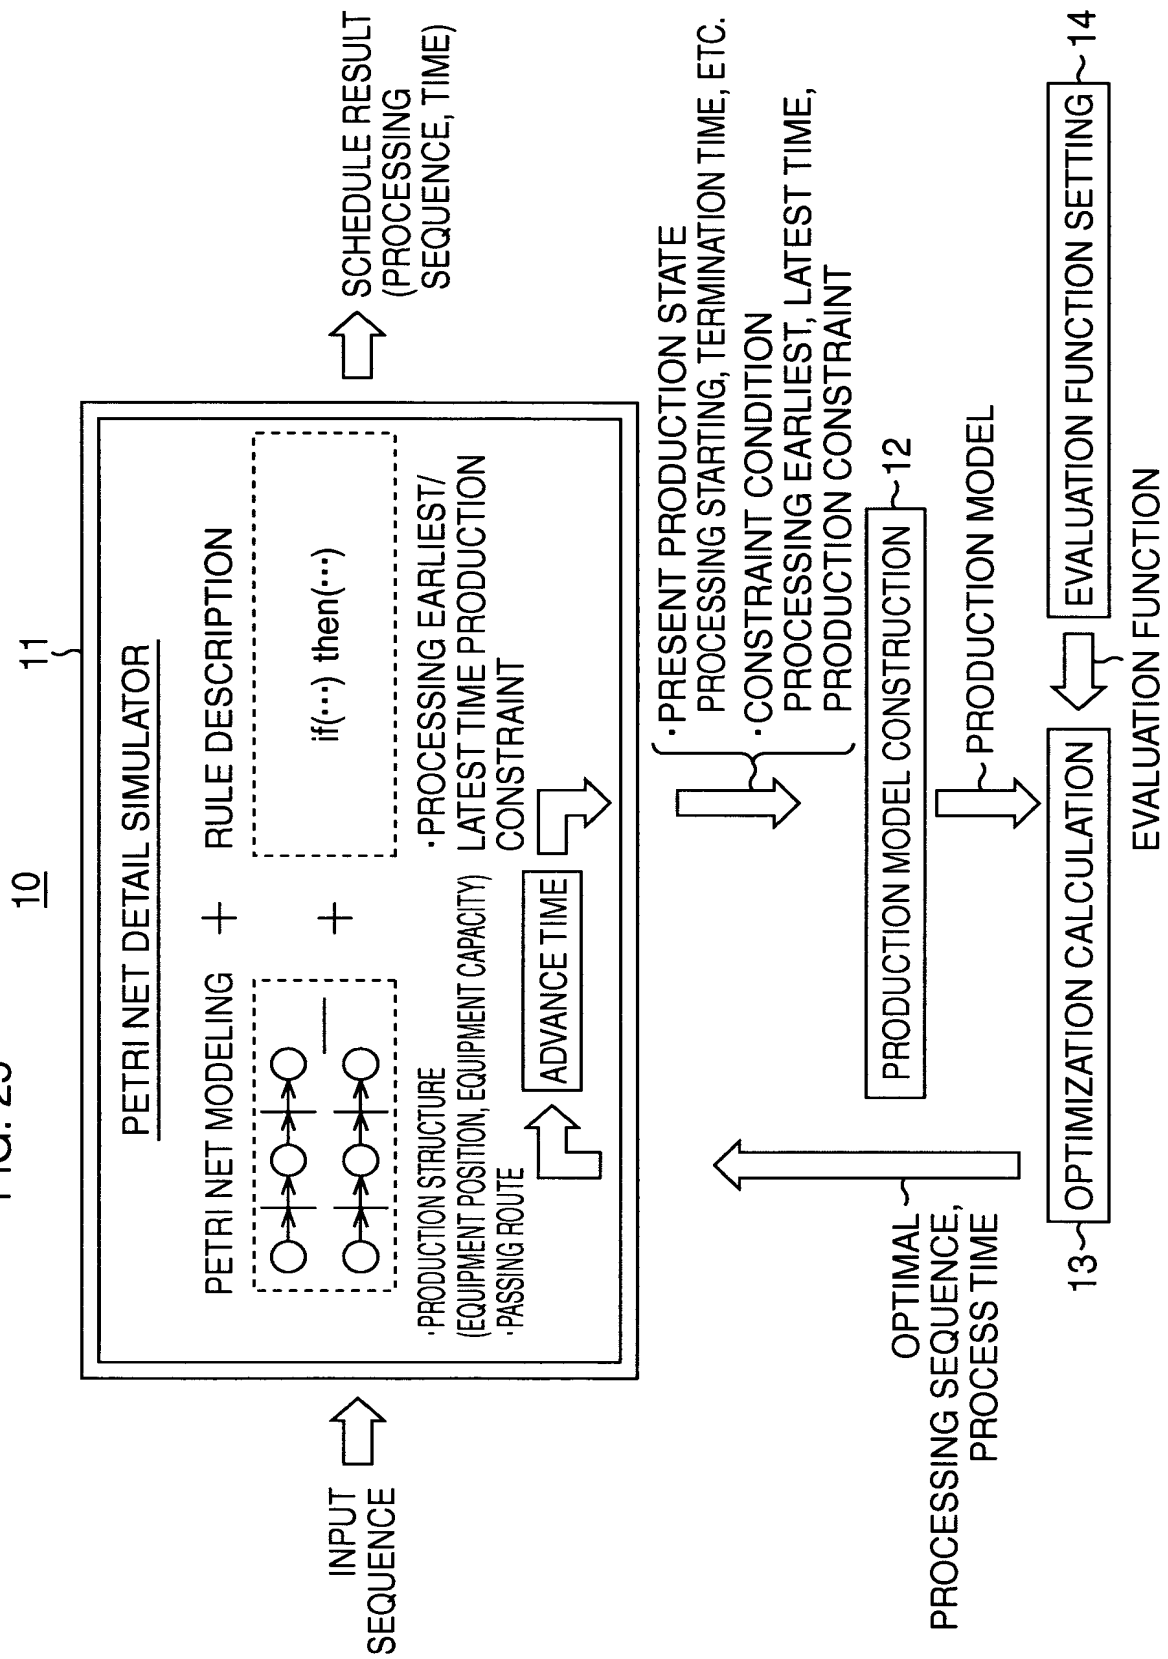 FIG.
10
11
PETRI NET DETAIL SIMULATOR
PETRI NET MODELING + RULE DESCRIPTION
+
if(···) then(···)
·PRODUCTION STRUCTURE
(EQUIPMENT POSITION, EQUIPMENT CAPACITY)
·PASSING ROUTE
·PROCESSING EARLIEST/
LATEST TIME PRODUCTION
CONSTRAINT
ADVANCE TIME
INPUT
SEQUENCE
SCHEDULE RESULT
(PROCESSING
SEQUENCE, TIME)
·PRESENT PRODUCTION STATE
PROCESSING STARTING, TERMINATION TIME, ETC.
·CONSTRAINT CONDITION
PROCESSING EARLIEST, LATEST TIME,
PRODUCTION CONSTRAINT
PRODUCTION MODEL CONSTRUCTION
12
PRODUCTION MODEL
OPTIMAL
PROCESSING SEQUENCE,
PROCESS TIME
13
OPTIMIZATION CALCULATION
EVALUATION FUNCTION SETTING
14
EVALUATION FUNCTION